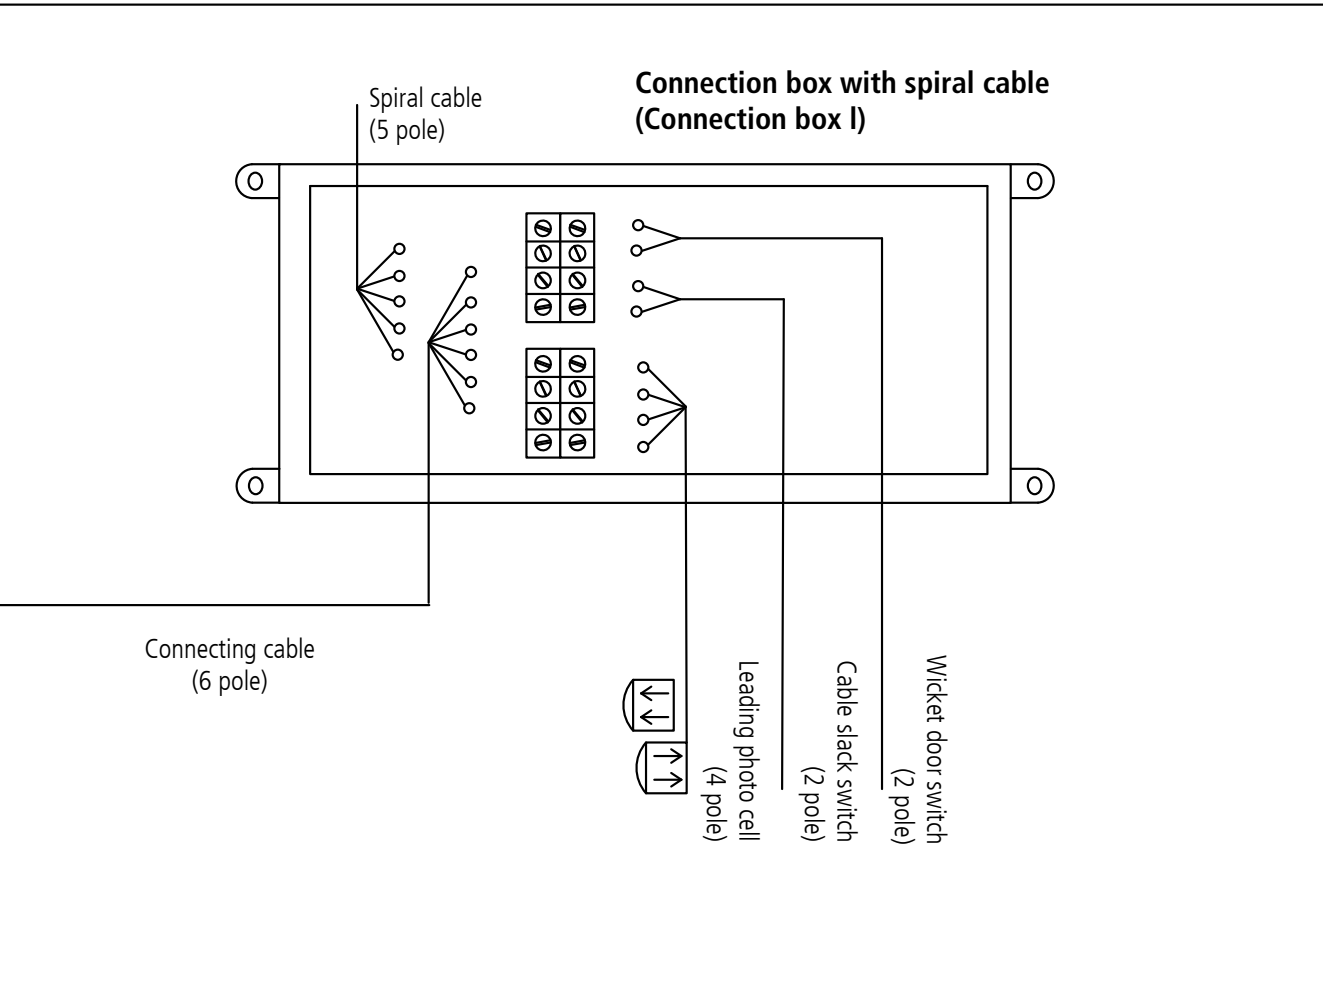 Connection box with spiral cable
(Connection box l)
Spiral cable
(5 pole)
Connecting cable
(6 pole)
Leading photo cell
(4 pole)
Cable slack switch
(2 pole)
Wicket door switch
(2 pole)